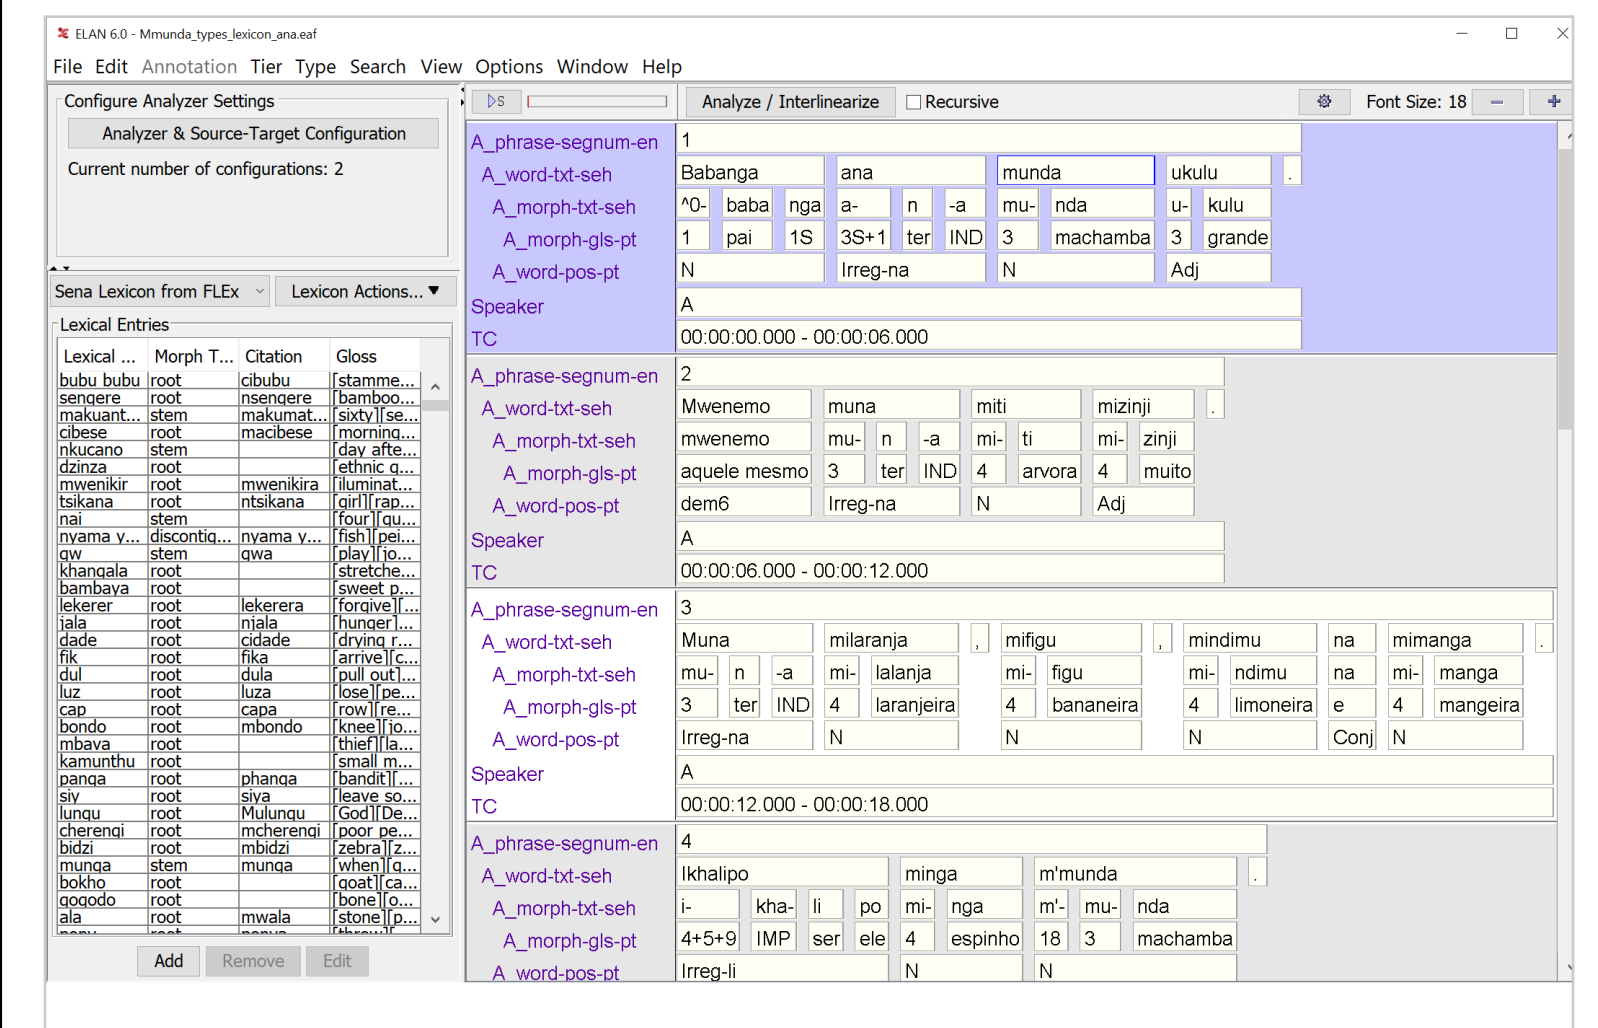 ELAN 6.0 - Mmunda_types_lexicon_ana.eaf
File Edit Annotation Tier Type Search View Options Window Help
Configure Analyzer Settings
Analyzer & Source-Target Configuration
Current number of configurations: 2
Sena Lexicon from FLEx Lexicon Actions...
Lexical Entries
Lexical ... Morph T... Citation Gloss
bubu bubu root cibubu [stamme...
sengere root nsengere [bamboo...
makuant... stem makumat... [sixty][se...
cibese root macibese [morning...
nkucano stem [day afte...
dzinza root [ethnic g...
mwenikir root mwenikira [iluminat...
tsikana root ntsikana [girl][rap...
nai stem [four][qu...
nyama y... discontig... nyama y... [fish][pei...
gw stem gwa [play][jo...
khangala root [stretche...
bambaya root [sweet p...
lekerer root lekerera [forgive][...
jala root njala [hunger]...
dade root cidade [drying r...
fik root fika [arrive][c...
dul root dula [pull out]...
luz root luza [lose][pe...
cap root capa [row][re...
bondo root mbondo [knee][jo...
mbava root [thief][la...
kamunthu root [small m...
panga root phanga [bandit][...
siy root siya [leave so...
lungu root Mulungu [God][De...
cherengi root mcherengi [poor pe...
bidzi root mbidzi [zebra][z...
munga stem munga [when][q...
bokho root [goat][ca...
gogodo root [bone][o...
ala root mwala [stone][p...
Add Remove Edit
S Analyze / Interlinearize Recursive Font Size: 18 − +
A_phrase-segnum-en 1
A_word-txt-seh Babanga ana munda ukulu .
A_morph-txt-seh ^0- baba nga a- n -a mu- nda u- kulu
A_morph-gls-pt 1 pai 1S 3S+1 ter IND 3 machamba 3 grande
A_word-pos-pt N Irreg-na N Adj
Speaker A
TC 00:00:00.000 - 00:00:06.000
A_phrase-segnum-en 2
A_word-txt-seh Mwenemo muna miti mizinji .
A_morph-txt-seh mwenemo mu- n -a mi- ti mi- zinji
A_morph-gls-pt aquele mesmo 3 ter IND 4 arvora 4 muito
A_word-pos-pt dem6 Irreg-na N Adj
Speaker A
TC 00:00:06.000 - 00:00:12.000
A_phrase-segnum-en 3
A_word-txt-seh Muna milaranja , mifigu , mindimu na mimanga .
A_morph-txt-seh mu- n -a mi- lalanja mi- figu mi- ndimu na mi- manga
A_morph-gls-pt 3 ter IND 4 laranjeira 4 bananeira 4 limoneira e 4 mangeira
A_word-pos-pt Irreg-na N N N Conj N
Speaker A
TC 00:00:12.000 - 00:00:18.000
A_phrase-segnum-en 4
A_word-txt-seh Ikhalipo minga m'munda .
A_morph-txt-seh i- kha- li po mi- nga m'- mu- nda
A_morph-gls-pt 4+5+9 IMP ser ele 4 espinho 18 3 machamba
A_word-pos-pt Irreg-li N N